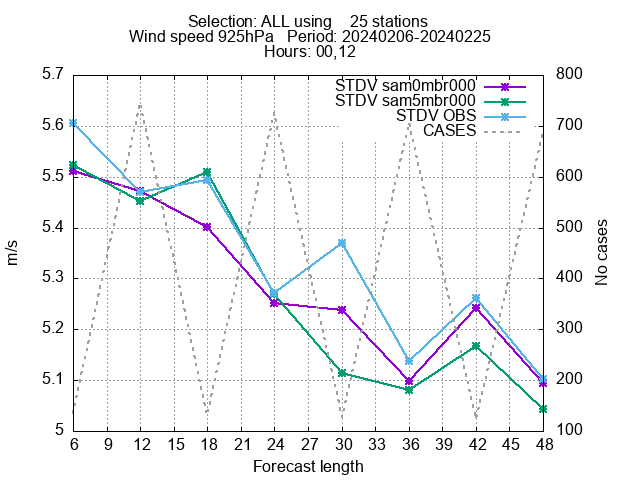 Selection: ALL using 25 stations
Wind speed 925hPa Period: 20240206-20240225
Hours: 00,12
STDV sam0mbr000
STDV sam5mbr000
STDV OBS
CASES
m/s
5.7
5.6
5.5
5.4
5.3
5.2
5.1
5
800
700
600
500
400
300
200
100
No cases
6 9 12 15 18 21 24 27 30 33 36 39 42 45 48
Forecast length